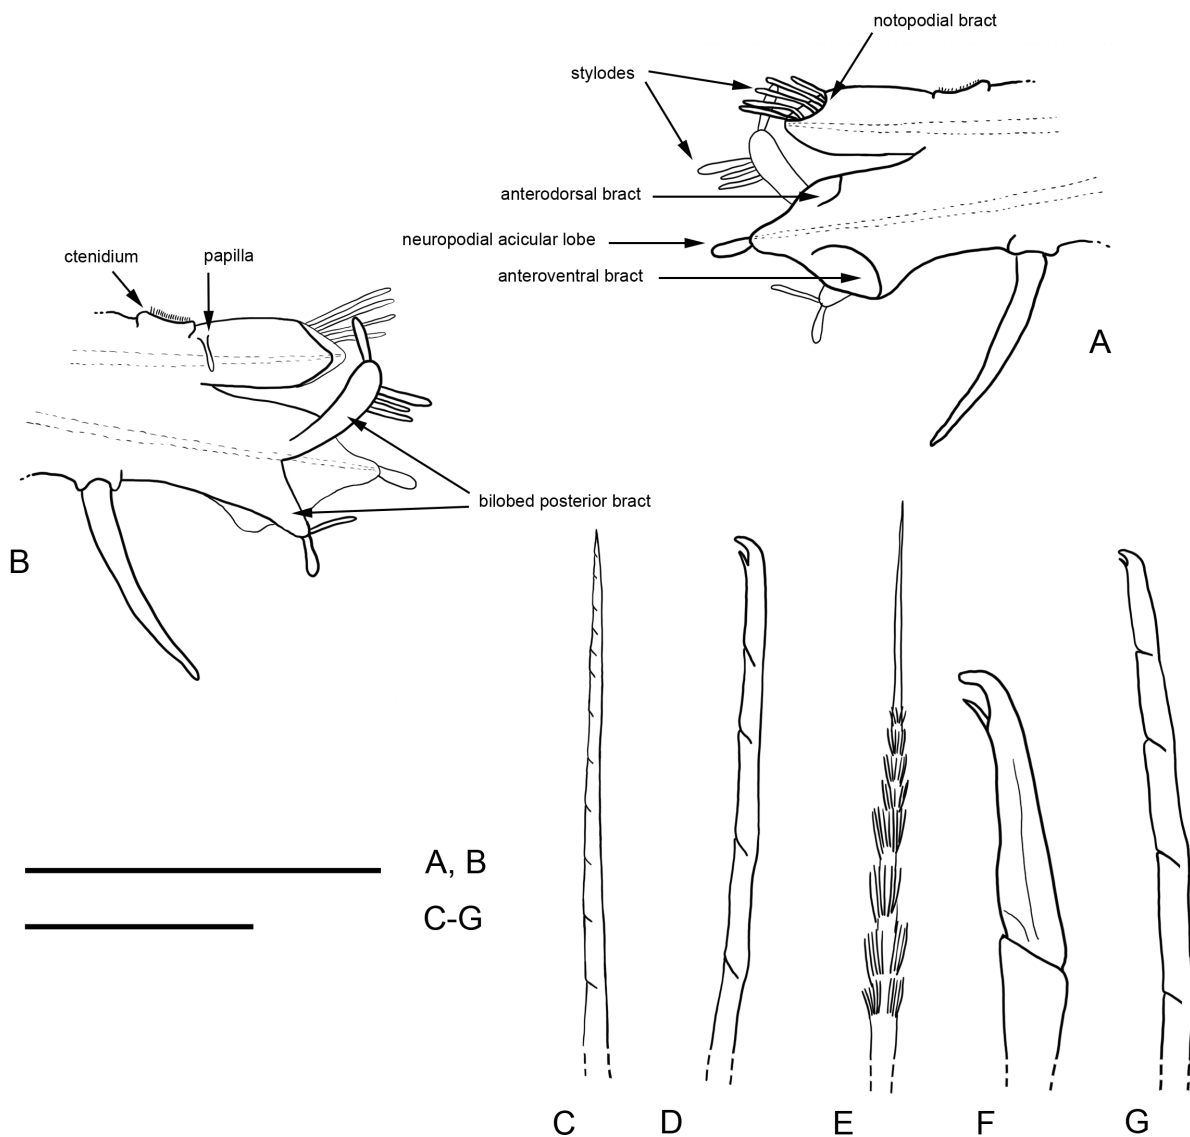 notopodial bract
stylodes
anterodorsal bract
neuropodial acicular lobe
anteroventral bract
A
ctenidium
papilla
bilobed posterior bract
B
A, B
C-G
C
D
E
F
G